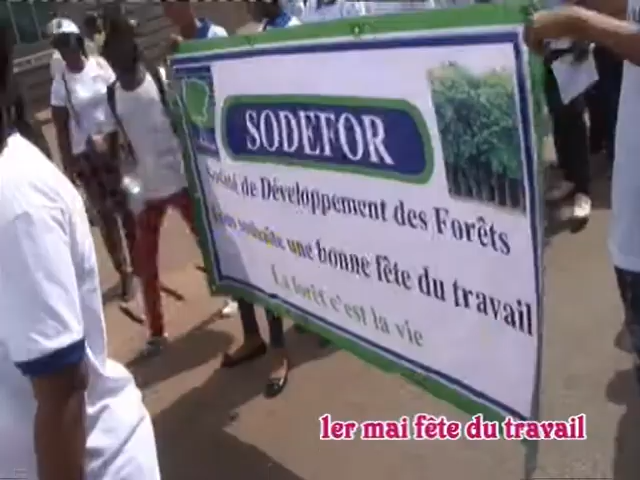 SODEFOR
Société de Développement des Forêts
Vous souhaite une bonne fête du travail
La forêt c'est la vie
1er mai fête du travail